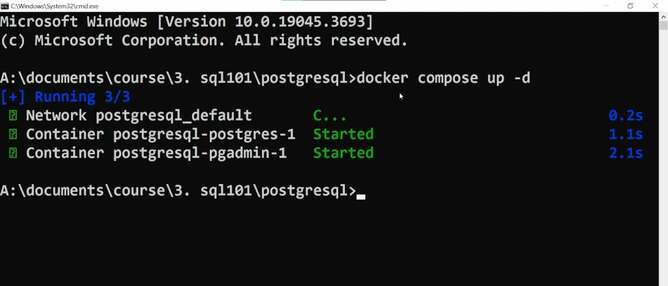 C:\Windows\System32\cmd.exe
Microsoft Windows [Version 10.0.19045.3693]
(c) Microsoft Corporation. All rights reserved.
A:\documents\course\3. sql101\postgresql>docker compose up -d
[+] Running 3/3
Network postgresql_default C... 0.2s
Container postgresql-postgres-1 Started 1.1s
Container postgresql-pgadmin-1 Started 2.1s
A:\documents\course\3. sql101\postgresql>